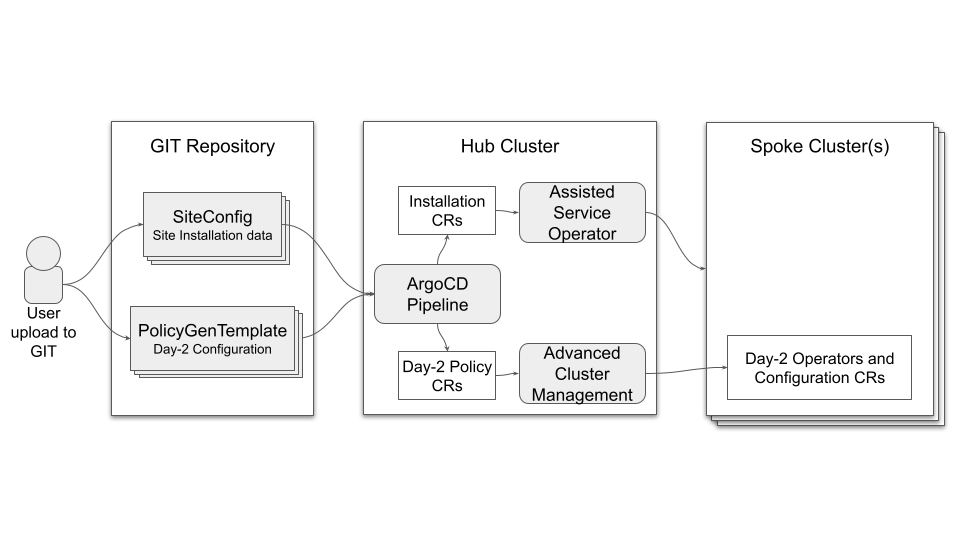 GIT Repository
Hub Cluster
Spoke Cluster(s)
SiteConfig
Site Installation data
Installation
CRs
Assisted
Service
Operator
ArgoCD
Pipeline
User
upload to
GIT
PolicyGenTemplate
Day-2 Configuration
Day-2 Policy
CRs
Advanced
Cluster
Management
Day-2 Operators and
Configuration CRs